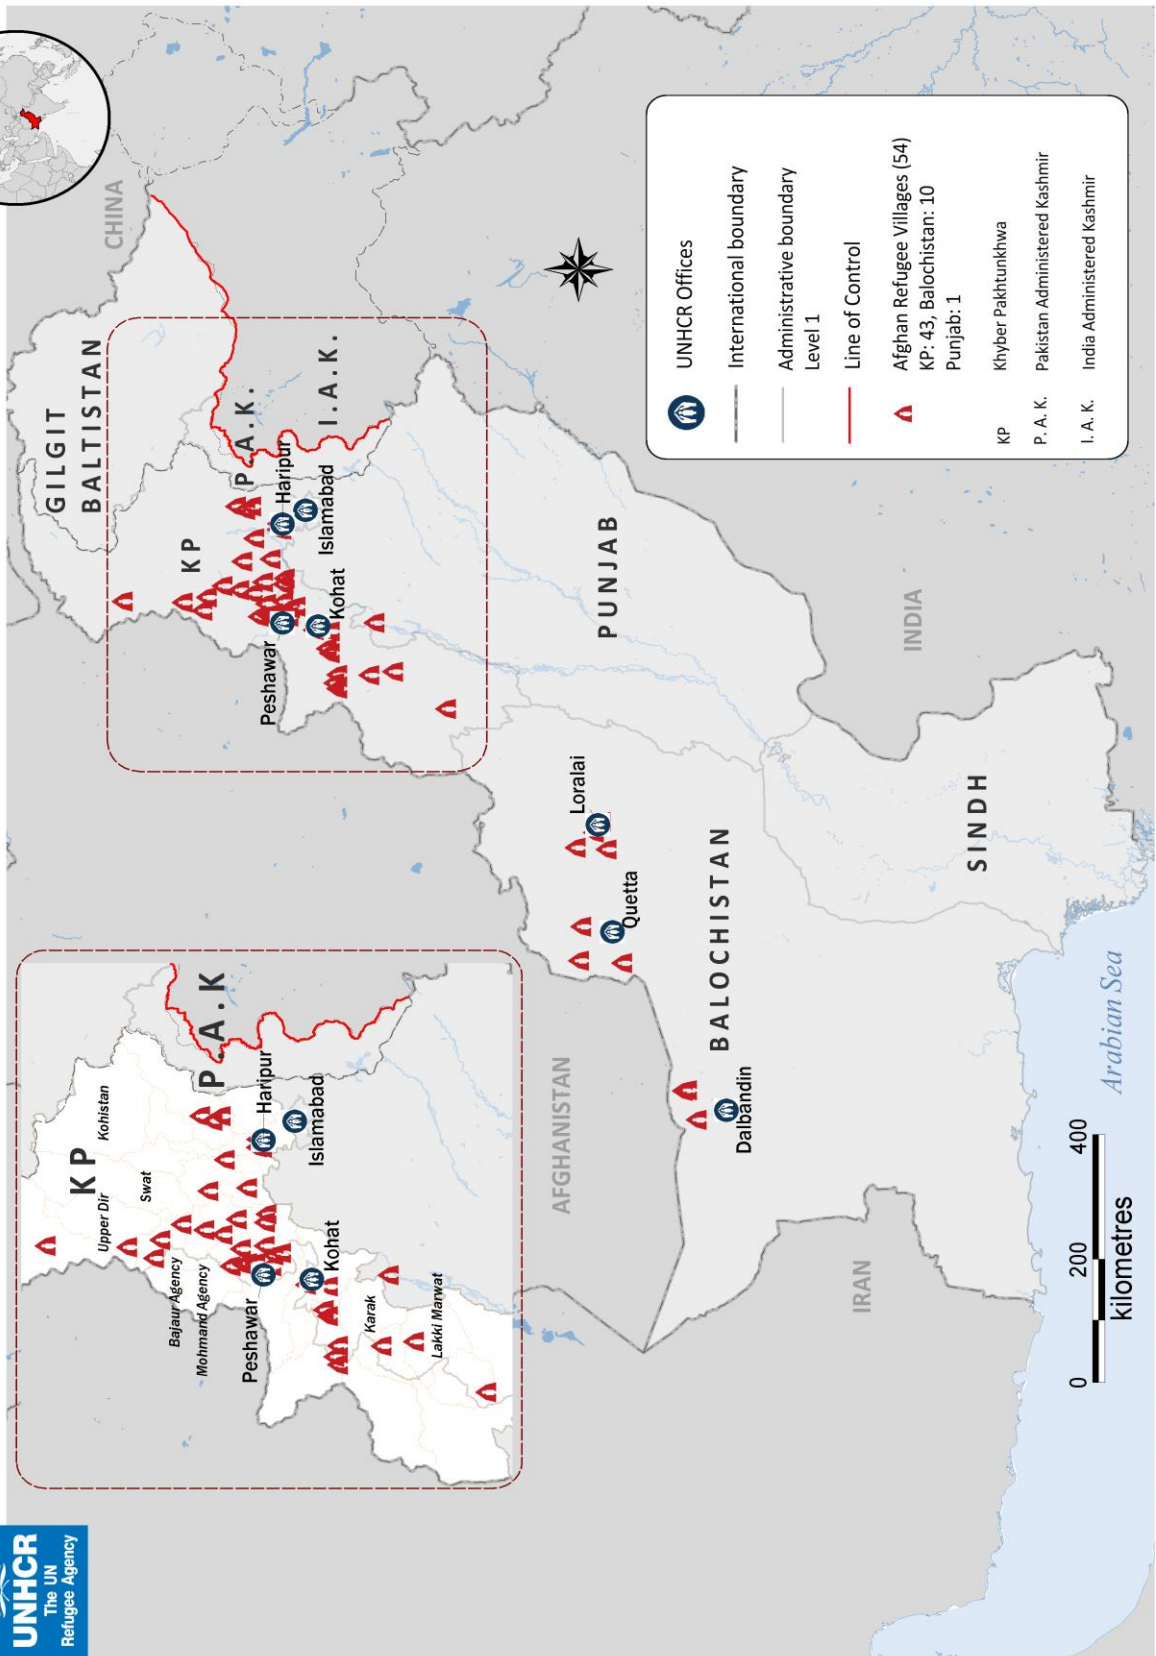 UNHCR
The UN
Refugee Agency
KP
Kohistan
Upper Dir
Swat
Bajaur Agency
Mohmand Agency
P.A.K
Peshawar
Haripur
Islamabad
Kohat
Karak
Lakki Marwat
CHINA
GILGIT
BALTISTAN
KP
P.A.K.
I.A.K.
Peshawar
Haripur
Islamabad
Kohat
AFGHANISTAN
Loralai
Quetta
PUNJAB
BALOCHISTAN
Dalbandin
INDIA
IRAN
SINDH
Arabian Sea
0 200 400
kilometres
UNHCR Offices
International boundary
Administrative boundary
Level 1
Line of Control
Afghan Refugee Villages (54)
KP: 43, Balochistan: 10
Punjab: 1
KP Khyber Pakhtunkhwa
P. A. K. Pakistan Administered Kashmir
I. A. K. India Administered Kashmir